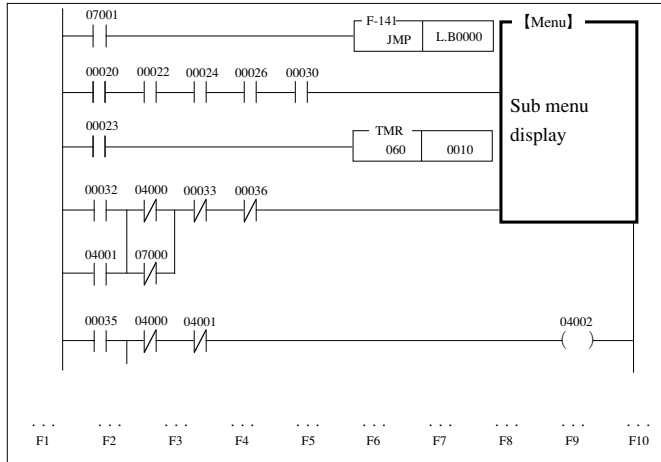 07001
F-141
JMP L.B0000
【Menu】
00020 00022 00024 00026 00030
Sub menu
display
00023
TMR
060 0010
00032 04000 00033 00036
04001 07000
00035 04000 04001 04002
. . . . . . . . . . . . . . . . . . . . . . . . . . . . . .
F1 F2 F3 F4 F5 F6 F7 F8 F9 F10